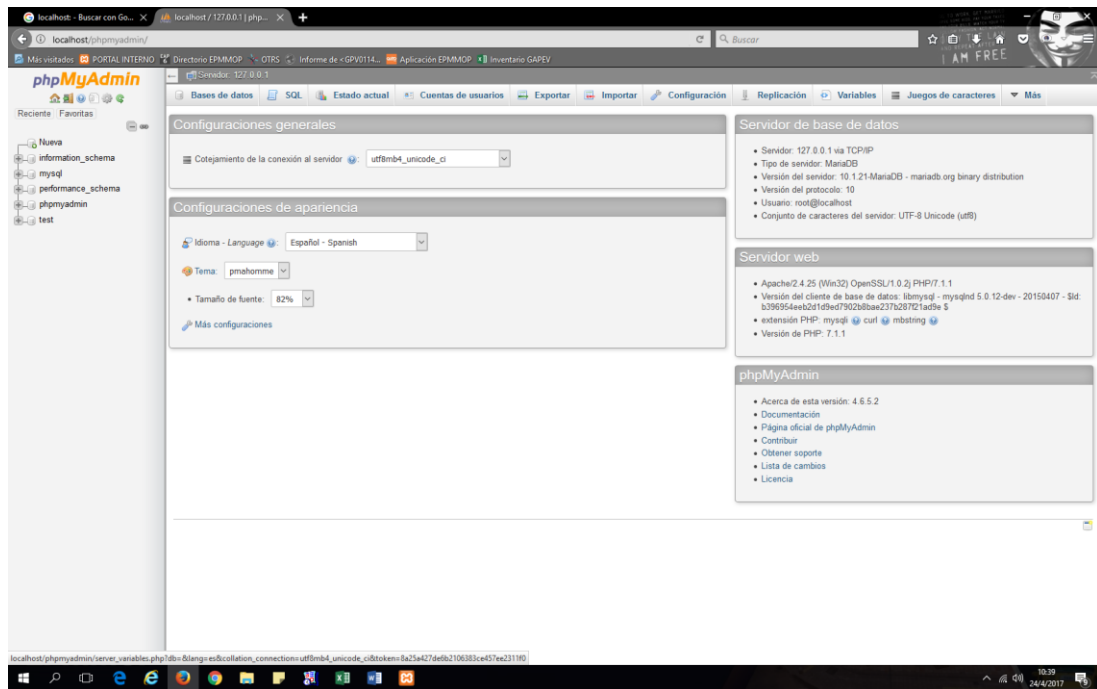 localhost: - Buscar con Go...
localhost / 127.0.0.1 | php...
localhost/phpmyadmin/
Buscar
I AM FREE
Más visitados
PORTAL INTERNO
Directorio EPMMOP
OTRS
Informe de <GPV0114...
Aplicación EPMMOP
Inventario GAPEV
phpMyAdmin
Reciente
Favoritas
Nueva
information_schema
mysql
performance_schema
phpmyadmin
test
Servidor: 127.0.0.1
Bases de datos
SQL
Estado actual
Cuentas de usuarios
Exportar
Importar
Configuración
Replicación
Variables
Juegos de caracteres
Más
Configuraciones generales
Cotejamiento de la conexión al servidor
utf8mb4_unicode_ci
Configuraciones de apariencia
Idioma - Language
Español - Spanish
Tema:
pmahomme
Tamaño de fuente:
82%
Más configuraciones
Servidor de base de datos
Servidor: 127.0.0.1 via TCP/IP
Tipo de servidor: MariaDB
Versión del servidor: 10.1.21-MariaDB - mariadb.org binary distribution
Versión del protocolo: 10
Usuario: root@localhost
Conjunto de caracteres del servidor: UTF-8 Unicode (utf8)
Servidor web
Apache/2.4.25 (Win32) OpenSSL/1.0.2j PHP/7.1.1
Versión del cliente de base de datos: libmysql - mysqlnd 5.0.12-dev - 20150407 - $Id:
b396954eeb2d1d9ed7902b8bae237b287f21ad9e $
extensión PHP: mysqli curl mbstring
Versión de PHP: 7.1.1
phpMyAdmin
Acerca de esta versión: 4.6.5.2
Documentación
Página oficial de phpMyAdmin
Contribuir
Obtener soporte
Lista de cambios
Licencia
localhost/phpmyadmin/server_variables.php?db=&lang=es&collation_connection=utf8mb4_unicode_ci&token=8a25a427de6b2106383ce457ee2311f0
10:39
24/4/2017